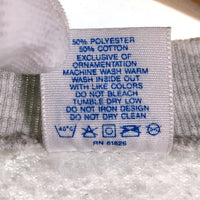 50% POLYESTER
50% COTTON
EXCLUSIVE OF
ORNAMENTATION
MACHINE WASH WARM
INSIDE OUT WASH
WITH LIKE COLORS
DO NOT BLEACH
TUMBLE DRY LOW
DO NOT IRON DESIGN
DO NOT DRY CLEAN
40°C
RN 61826